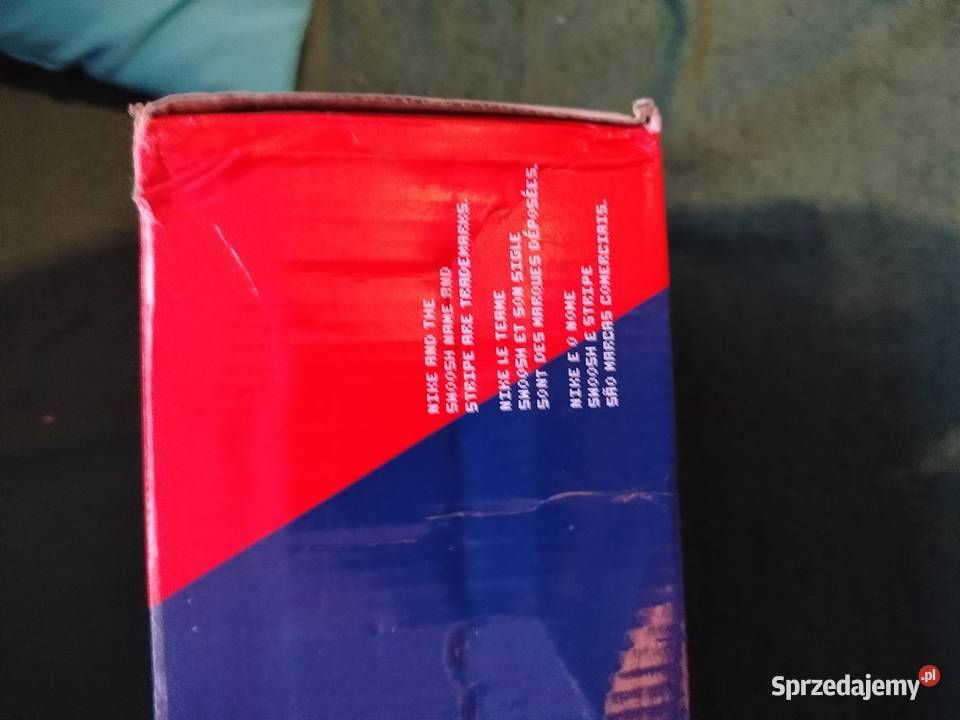 NIKE AND THE
SWOOSH NAME AND
STRIPE ARE TRADEMARKS.
NIKE LE TERME
SWOOSH ET SON SIGLE
SONT DES MARQUES DÉPOSÉES.
NIKE E O NOME
SWOOSH E STRIPE
SÃO MARCAS COMERCIAIS.
Sprzedajemy.pl